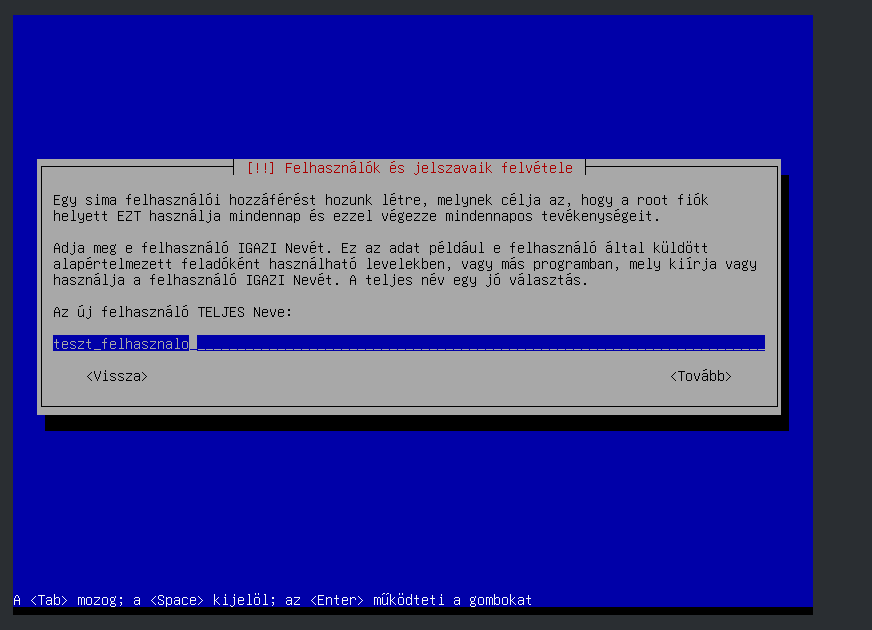 [!!] Felhasználók és jelszavaik felvétele
Egy sima felhasználói hozzáférést hozunk létre, melynek célja az, hogy a root fiók
helyett EZT használja mindennap és ezzel végezze mindennapos tevékenységeit.
Adja meg e felhasználó IGAZI Nevét. Ez az adat például e felhasználó által küldött
alapértelmezett feladóként használható levelekben, vagy más programban, mely kiírja vagy
használja a felhasználó IGAZI Nevét. A teljes név egy jó választás.
Az új felhasználó TELJES Neve:
teszt_felhasznalo
<Vissza> <Tovább>
A <Tab> mozog; a <Space> kijelöl; az <Enter> működteti a gombokat